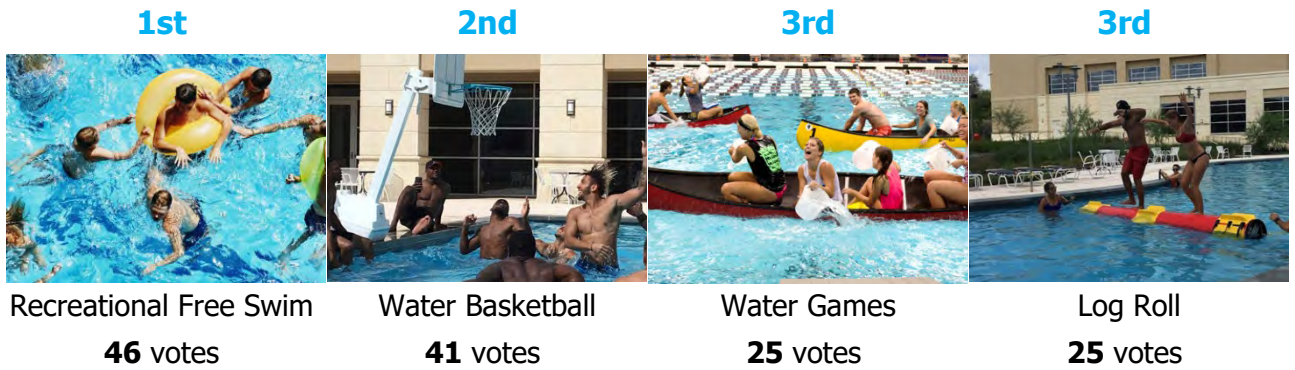 1st
2nd
3rd
3rd
Recreational Free Swim
Water Basketball
Water Games
Log Roll
46 votes
41 votes
25 votes
25 votes